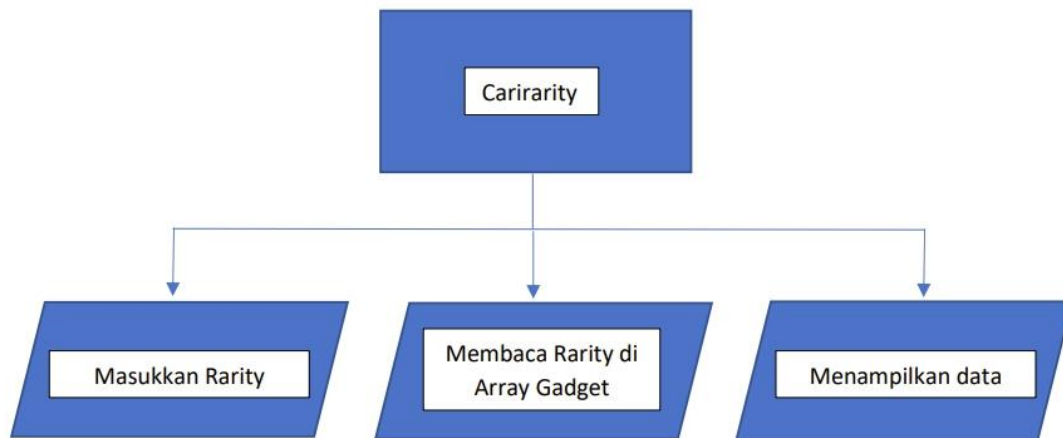 Carirarity
Masukkan Rarity
Membaca Rarity di
Array Gadget
Menampilkan data